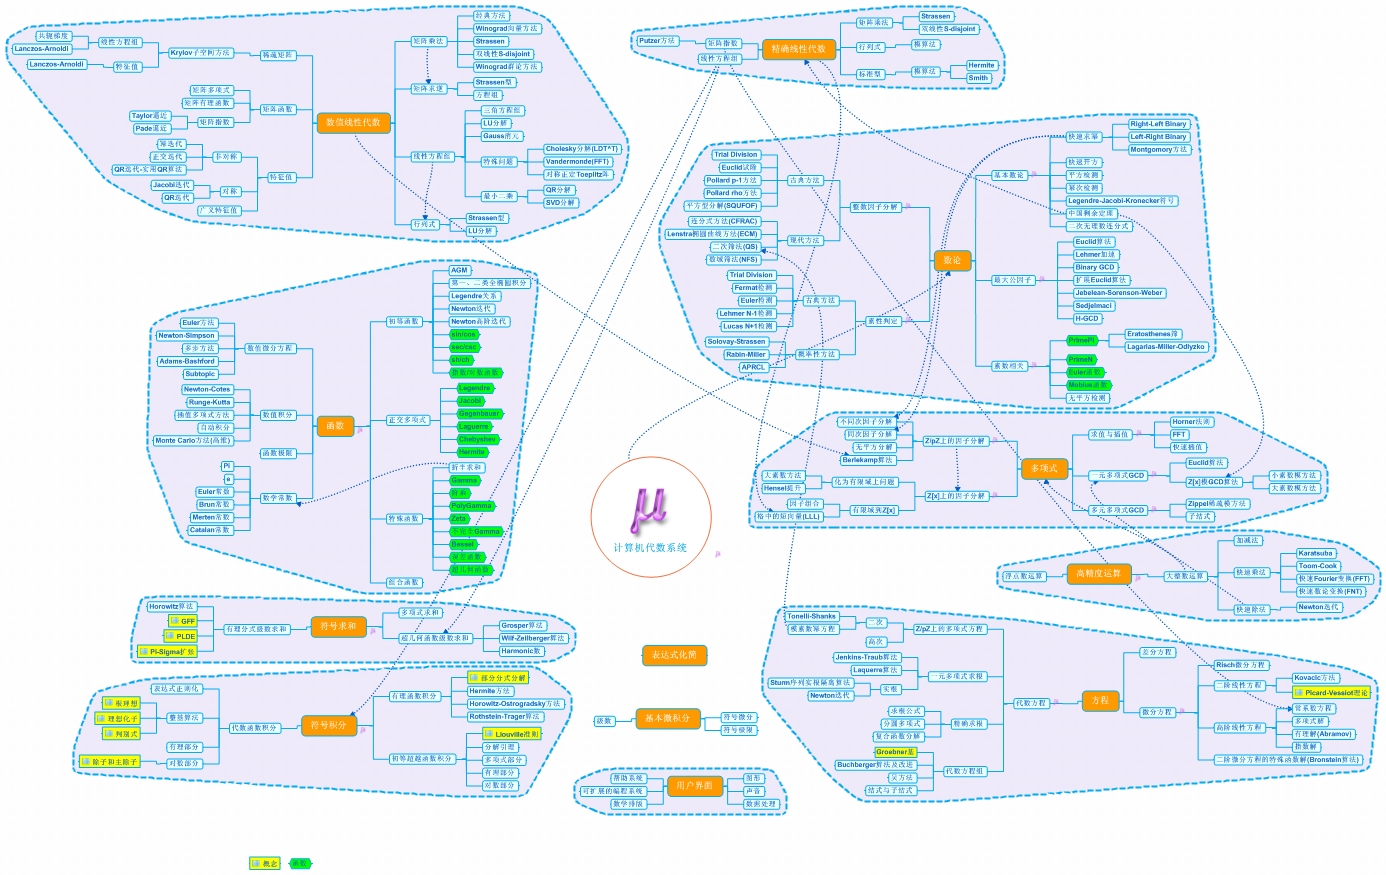 共轭梯度
Lanczos-Arnoldi
线性方程组
Lanczos-Arnoldi
特征值
Krylov子空间方法
稀疏矩阵
矩阵多项式
矩阵有理函数
Taylor逼近
Pade逼近
矩阵指数
矩阵函数
幂迭代
正交迭代
QR迭代+实用QR算法
非对称
Jacobi迭代
QR迭代
对称
广义特征值
特征值
数值线性代数
矩阵乘法
经典方法
Winograd向量方法
Strassen
双线性S-disjoint
Winograd群论方法
矩阵求逆
Strassen型
方程组
线性方程组
三角方程组
LU分解
Gauss消元
特殊问题
Cholesky分解(LDT^T)
Vandermonde(FFT)
对称正定Toeplitz阵
最小二乘
QR分解
SVD分解
行列式
Strassen型
LU分解
Putzer方法
矩阵指数
线性方程组
精确线性代数
矩阵乘法
Strassen
双线性S-disjoint
行列式
模算法
标准型
模算法
Hermite
Smith
Trial Division
Euclid试除
Pollard p-1方法
Pollard rho方法
平方型分解(SQUFOF)
古典方法
连分式方法(CFRAC)
Lenstra椭圆曲线方法(ECM)
二次筛法(QS)
数域筛法(NFS)
现代方法
整数因子分解
Trial Division
Fermat检测
Euler检测
Lehmer N-1检测
Lucas N+1检测
古典方法
Solovay-Strassen
Rabin-Miller
APRCL
概率性方法
素性判定
数论
基本数论
快速求幂
Right-Left Binary
Left-Right Binary
Montgomory方法
快速开方
平方检测
幂次检测
Legendre-Jacobi-Kronecker符号
中国剩余定理
二次无理数连分式
最大公因子
Euclid算法
Lehmer加速
Binary GCD
扩展Euclid算法
Jebelean-Sorenson-Weber
Sedjelmaci
H-GCD
素数相关
PrimePi
Eratosthenes筛
Lagarias-Miller-Odlyzko
PrimeN
Euler函数
Mobius函数
无平方检测
Euler方法
Newton-Simpson
多步方法
Adams-Bashford
Subtopic
数值微分方程
Newton-Cotes
Runge-Kutta
插值多项式方法
自动积分
Monte Carlo方法(高维)
数值积分
函数极限
Pi
e
Euler常数
Brun常数
Merten常数
Catalan常数
数学常数
函数
初等函数
AGM
第一、二类全椭圆积分
Legendre关系
Newton迭代
Newton高阶迭代
sin/cos
sec/csc
sh/ch
指数/对数函数
正交多项式
Legendre
Jacobi
Gegenbauer
Laguerre
Chebyshev
Hermite
特殊函数
折半求和
Gamma
PolyGamma
Zeta
不完全Gamma
Bessel
误差函数
超几何函数
组合函数
μ
计算机代数系统
不同次因子分解
同次因子分解
无平方分解
Berlekamp算法
Z/pZ上的因子分解
大素数方法
Hensel提升
化为有限域上问题
因子组合
格中的短向量(LLL)
有限域到Z[x]
Z[x]上的因子分解
多项式
求值与插值
Horner法则
FFT
快速插值
一元多项式GCD
Euclid算法
Z[x]模GCD算法
小素数模方法
大素数模方法
多元多项式GCD
Zippel稀疏模方法
子结式
浮点数运算
高精度运算
大整数运算
加减法
快速乘法
Karatsuba
Toom-Cook
快速Fourier变换(FFT)
快速数论变换(FNT)
快速除法
Newton迭代
Horowitz算法
GFF
PLDE
Pi-Sigma扩张
有理分式级数求和
符号求和
多项式求和
超几何函数级数求和
Grosper算法
Wilf-Zeilberger算法
Harmonic数
表达式正则化
根理想
理想化子
判别式
整基算法
有理部分
除子和主除子
对数部分
代数函数积分
符号积分
有理函数积分
部分分式分解
Hermite方法
Horowitz-Ostrogradsky方法
Rothstein-Trager算法
初等超越函数积分
Liouville准则
分解引理
多项式部分
有理部分
对数部分
表达式化简
级数
基本微积分
符号微分
符号极限
帮助系统
可扩展的编程系统
数学排版
用户界面
图形
声音
数据处理
Tonelli-Shanks
模素数幂方程
二次
高次
Z/pZ上的多项式方程
Jenkins-Traub算法
Laquerre算法
Sturm序列实根隔离算法
Newton迭代
实根
一元多项式求根
求根公式
分圆多项式
复合函数分解
精确求根
Groebner基
Buchberger算法及改进
吴方法
结式与子结式
代数方程组
代数方程
方程
差分方程
微分方程
Risch微分方程
二阶线性方程
Kovacic方法
Picard-Vessiot理论
高阶线性方程
常系数方程
多项式解
有理解(Abramov)
指数解
二阶微分方程的特殊函数解(Bronstein算法)
概念
函数